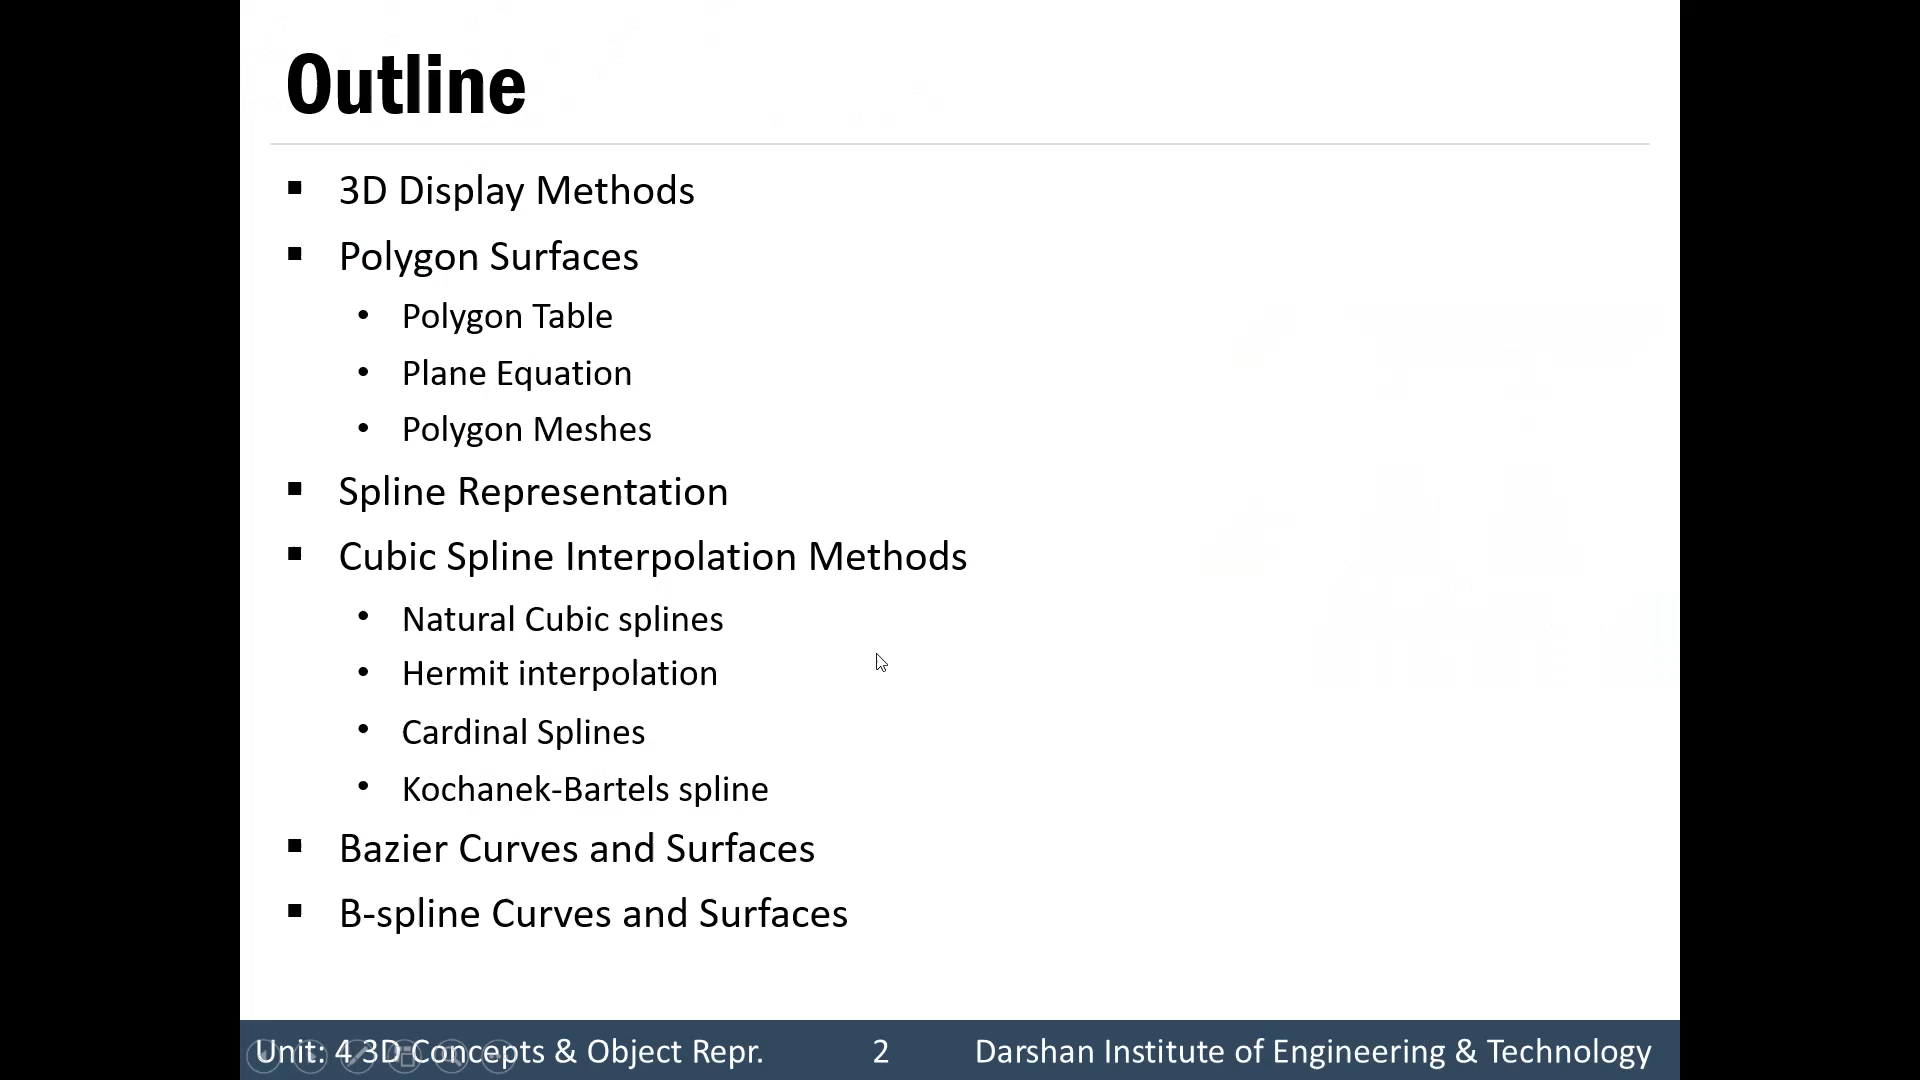 Outline
▪ 3D Display Methods
▪ Polygon Surfaces
• Polygon Table
• Plane Equation
• Polygon Meshes
▪ Spline Representation
▪ Cubic Spline Interpolation Methods
• Natural Cubic splines
• Hermit interpolation
• Cardinal Splines
• Kochanek-Bartels spline
▪ Bazier Curves and Surfaces
▪ B-spline Curves and Surfaces
Unit: 4 3D Concepts & Object Repr. 2 Darshan Institute of Engineering & Technology